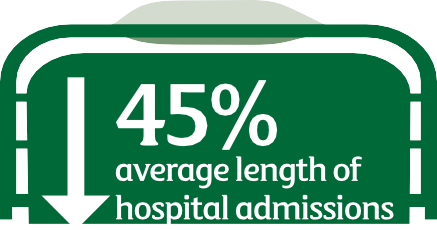 45%
average length of
hospital admissions